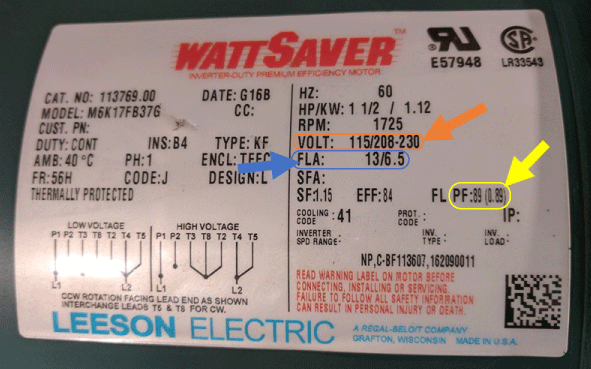 WATTSAVER™
INVERTER-DUTY PREMIUM EFFICIENCY MOTOR
E57948
LR33543
CAT. NO: 113769.00 DATE: G16B
MODEL: M6K17FB37G CC:
CUST. PN:
DUTY: CONT INS: B4 TYPE: KF
AMB: 40°C PH: 1 ENCL: TEFC
FR: 56H CODE: J DESIGN: L
THERMALLY PROTECTED
HZ: 60
HP/KW: 1 1/2 / 1.12
RPM: 1725
VOLT: 115/208-230
FLA: 13/6.5
SFA:
SF: 1.15 EFF: 84 FL PF: 89 (0.89)
COOLING CODE: 41 PROT. CODE: IP:
INVERTER SPD RANGE: - INV. TYPE: - INV. LOAD: -
NP,C-BF113607,162090011
LOW VOLTAGE
P1 P2 T3 T8 T2 T4 T5
L1 L2
HIGH VOLTAGE
P1 P2 T3 T8 T2 T4 T5
L1 L2
CCW ROTATION FACING LEAD END AS SHOWN
INTERCHANGE LEADS T5 & T8 FOR CW.
READ WARNING LABEL ON MOTOR BEFORE
CONNECTING, INSTALLING OR SERVICING.
FAILURE TO FOLLOW ALL SAFETY INFORMATION
CAN RESULT IN PERSONAL INJURY OR DEATH.
LEESON ELECTRIC
A REGAL-BELOIT COMPANY
GRAFTON, WISCONSIN MADE IN U.S.A.